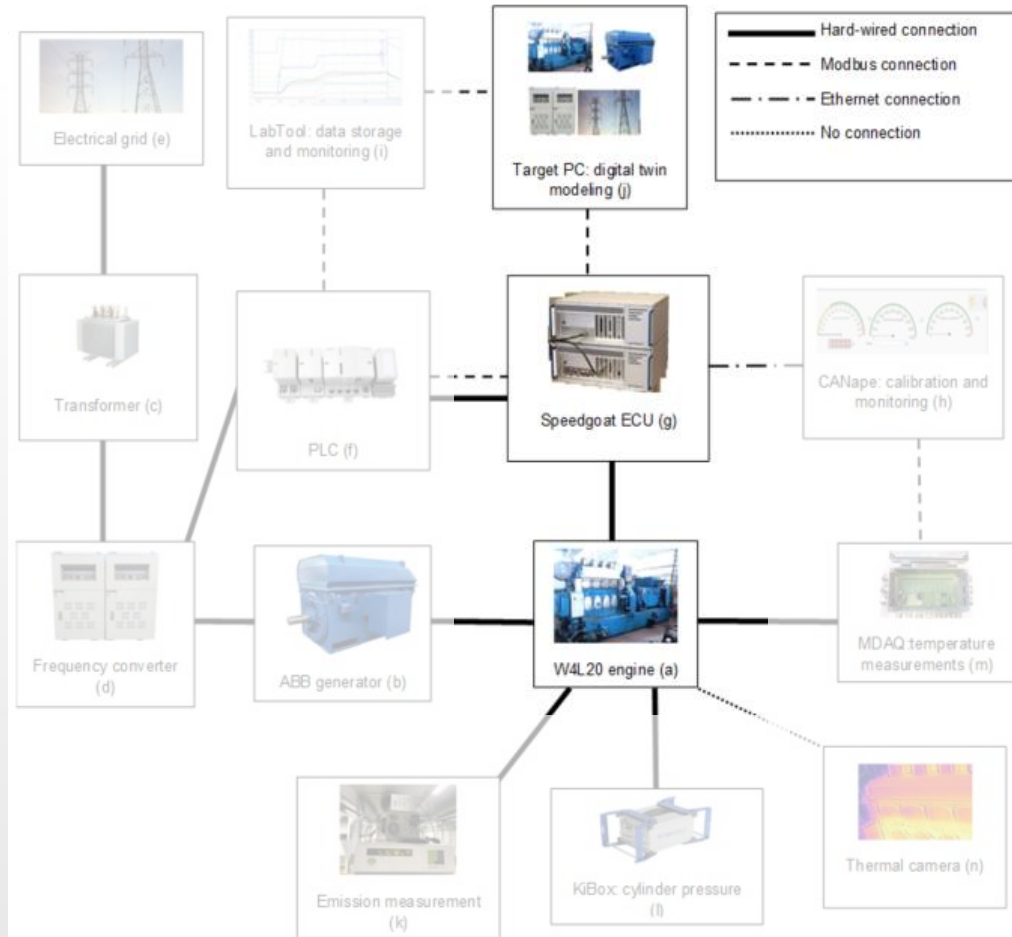 Hard-wired connection
Modbus connection
Ethernet connection
No connection
Electrical grid (e)
LabTool: data storage
and monitoring (i)
Target PC: digital twin
modeling (j)
Transformer (c)
PLC (f)
Speedgoat ECU (g)
CANape: calibration and
monitoring (h)
Frequency converter
(d)
ABB generator (b)
W4L20 engine (a)
MDAQ:temperature
measurements (m)
Emission measurement
(k)
KiBox: cylinder pressure
(l)
Thermal camera (n)